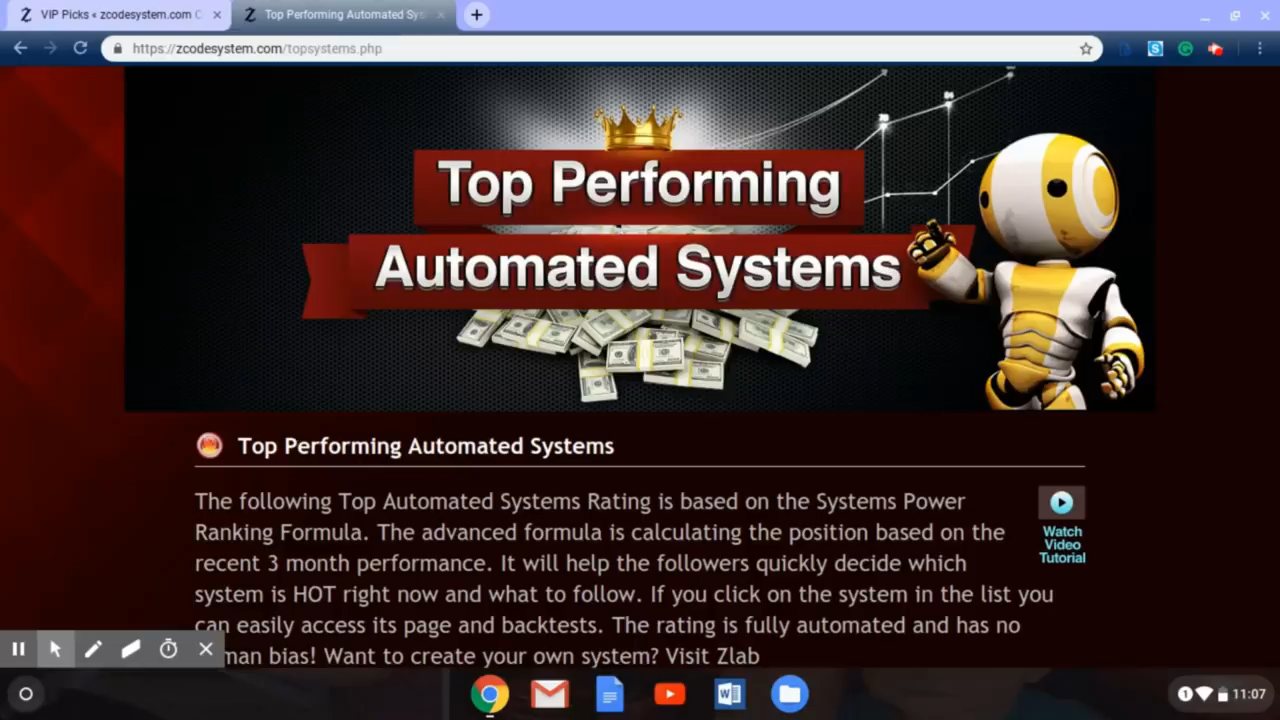 VIP Picks « zcodesystem.com
Top Performing Automated Sys
https://zcodesystem.com/topsystems.php
Top Performing
Automated Systems
Top Performing Automated Systems
The following Top Automated Systems Rating is based on the Systems Power
Ranking Formula. The advanced formula is calculating the position based on the
recent 3 month performance. It will help the followers quickly decide which
system is HOT right now and what to follow. If you click on the system in the list you
can easily access its page and backtests. The rating is fully automated and has no
man bias! Want to create your own system? Visit Zlab
Watch
Video
Tutorial
1 11:07